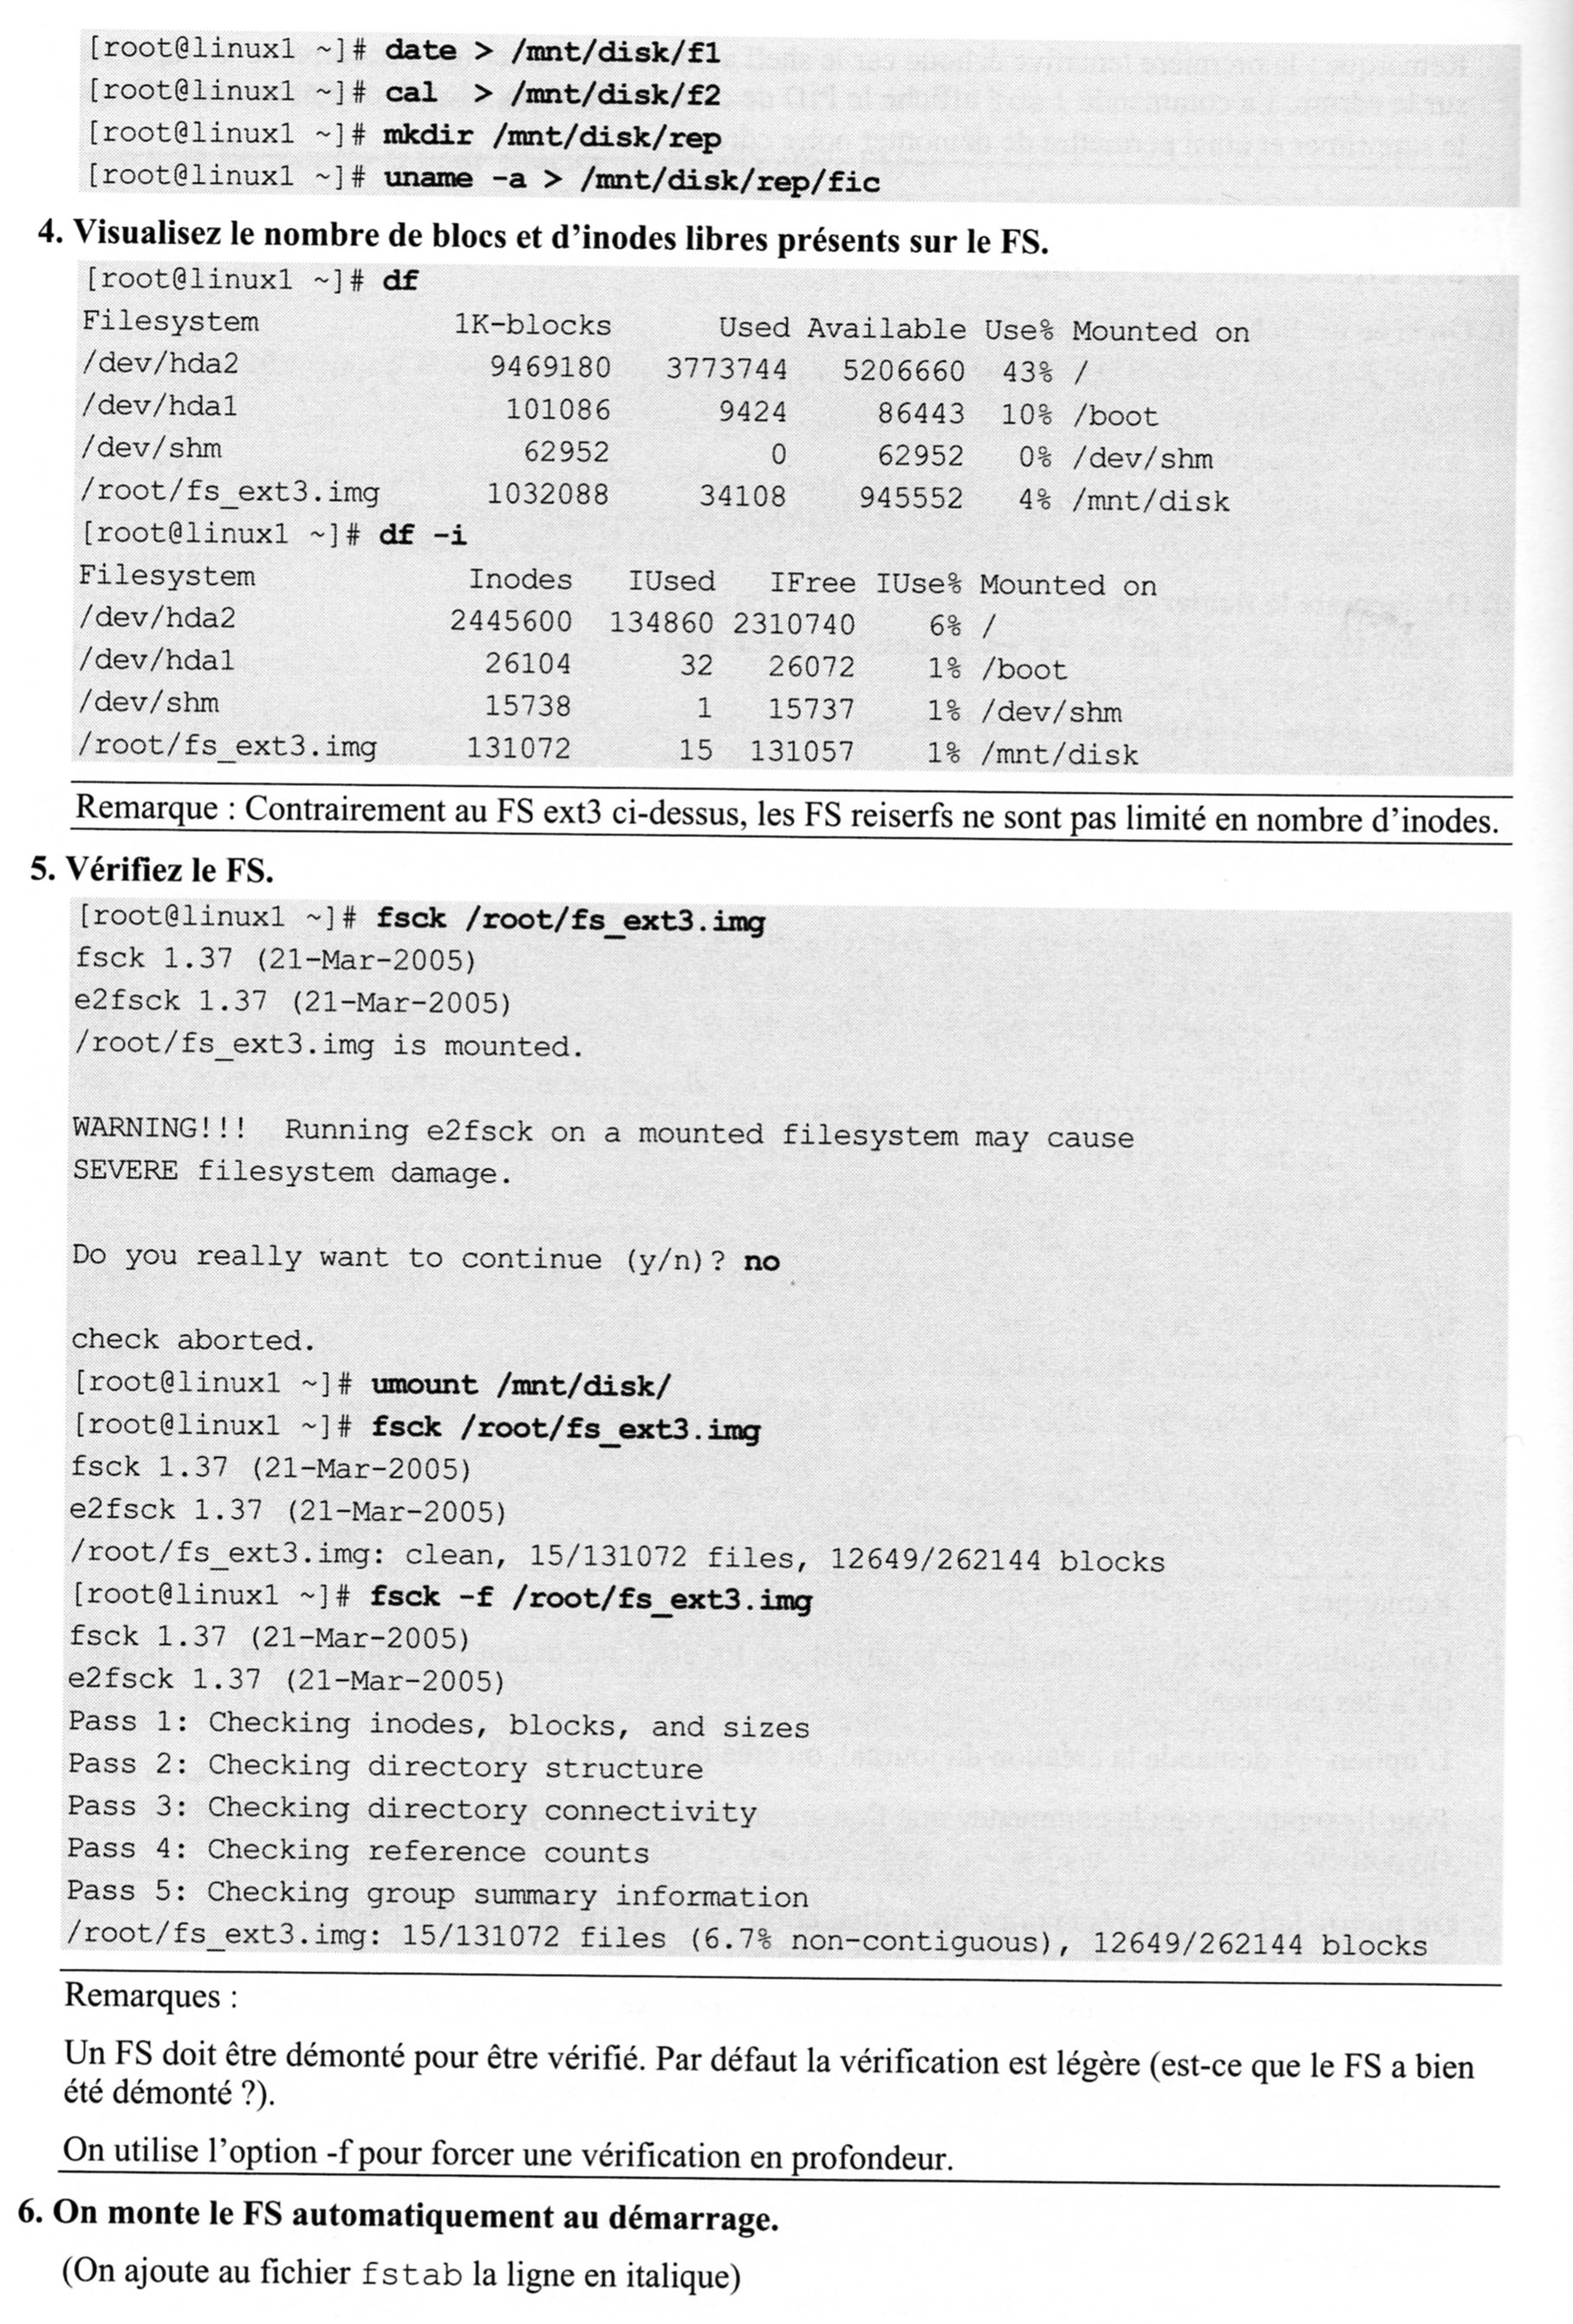 [root@linux1 ~]# date > /mnt/disk/f1
[root@linux1 ~]# cal  > /mnt/disk/f2
[root@linux1 ~]# mkdir /mnt/disk/rep
[root@linux1 ~]# uname -a > /mnt/disk/rep/fic
4. Visualisez le nombre de blocs et d'inodes libres présents sur le FS.
[root@linux1 ~]# df
Filesystem           1K-blocks      Used Available Use% Mounted on
/dev/hda2              9469180   3773744   5206660  43% /
/dev/hda1               101086      9424     86443  10% /boot
/dev/shm                 62952         0     62952   0% /dev/shm
/root/fs_ext3.img      1032088     34108    945552   4% /mnt/disk
[root@linux1 ~]# df -i
Filesystem            Inodes   IUsed   IFree IUse% Mounted on
/dev/hda2            2445600  134860 2310740    6% /
/dev/hda1              26104      32   26072    1% /boot
/dev/shm               15738       1   15737    1% /dev/shm
/root/fs_ext3.img     131072      15  131057    1% /mnt/disk
Remarque : Contrairement au FS ext3 ci-dessus, les FS reiserfs ne sont pas limité en nombre d'inodes.
5. Vérifiez le FS.
[root@linux1 ~]# fsck /root/fs_ext3.img
fsck 1.37 (21-Mar-2005)
e2fsck 1.37 (21-Mar-2005)
/root/fs_ext3.img is mounted.
WARNING!!!  Running e2fsck on a mounted filesystem may cause
SEVERE filesystem damage.
Do you really want to continue (y/n)? no
check aborted.
[root@linux1 ~]# umount /mnt/disk/
[root@linux1 ~]# fsck /root/fs_ext3.img
fsck 1.37 (21-Mar-2005)
e2fsck 1.37 (21-Mar-2005)
/root/fs_ext3.img: clean, 15/131072 files, 12649/262144 blocks
[root@linux1 ~]# fsck -f /root/fs_ext3.img
fsck 1.37 (21-Mar-2005)
e2fsck 1.37 (21-Mar-2005)
Pass 1: Checking inodes, blocks, and sizes
Pass 2: Checking directory structure
Pass 3: Checking directory connectivity
Pass 4: Checking reference counts
Pass 5: Checking group summary information
/root/fs_ext3.img: 15/131072 files (6.7% non-contiguous), 12649/262144 blocks
Remarques :
Un FS doit être démonté pour être vérifié. Par défaut la vérification est légère (est-ce que le FS a bien
été démonté ?).
On utilise l'option -f pour forcer une vérification en profondeur.
6. On monte le FS automatiquement au démarrage.
(On ajoute au fichier fstab la ligne en italique)